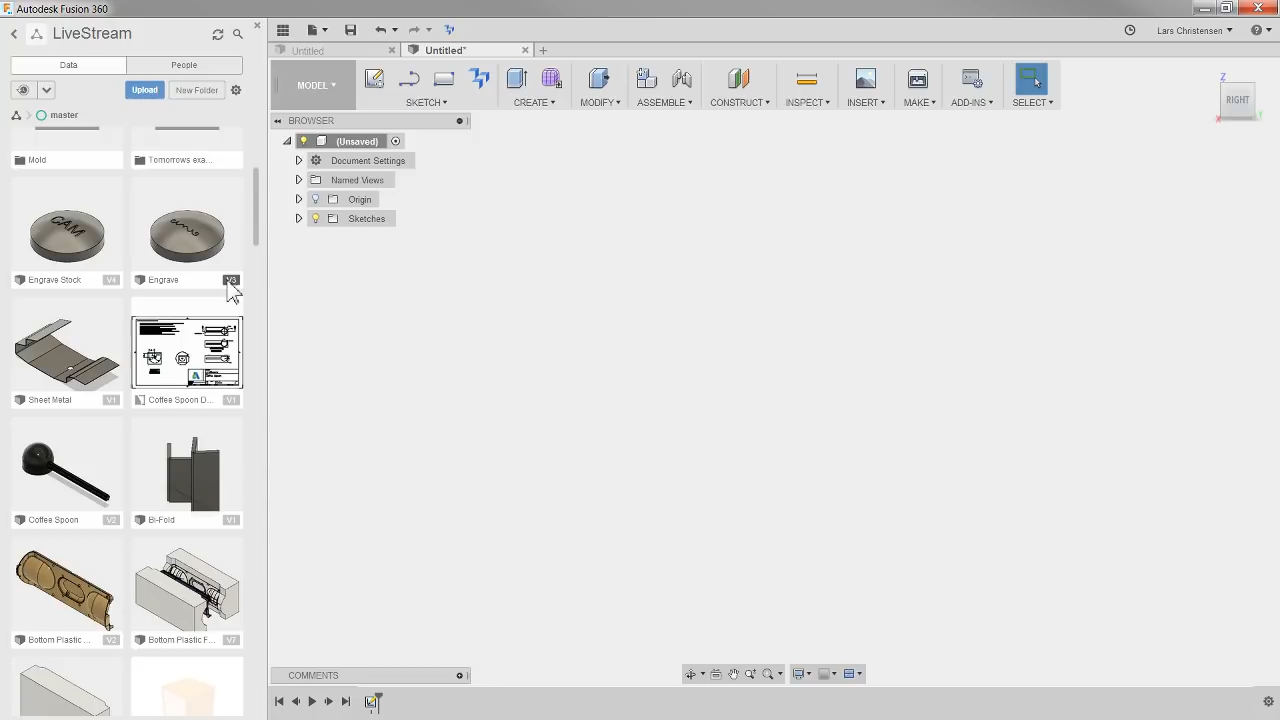 Autodesk Fusion 360
LiveStream
Data People
Upload New Folder
master
Mold Tomorrows exa...
CAM
Engrave Stock V4 Engrave V3
Sheet Metal V1 Coffee Spoon D... V1
Coffee Spoon V2 Bi-Fold V1
Bottom Plastic ... V2 Bottom Plastic F... V7
Lars Christensen
Untitled Untitled*
MODEL
SKETCH CREATE MODIFY ASSEMBLE CONSTRUCT INSPECT INSERT MAKE ADD-INS SELECT
BROWSER
(Unsaved)
Document Settings
Named Views
Origin
Sketches
Z
RIGHT
X Y
COMMENTS